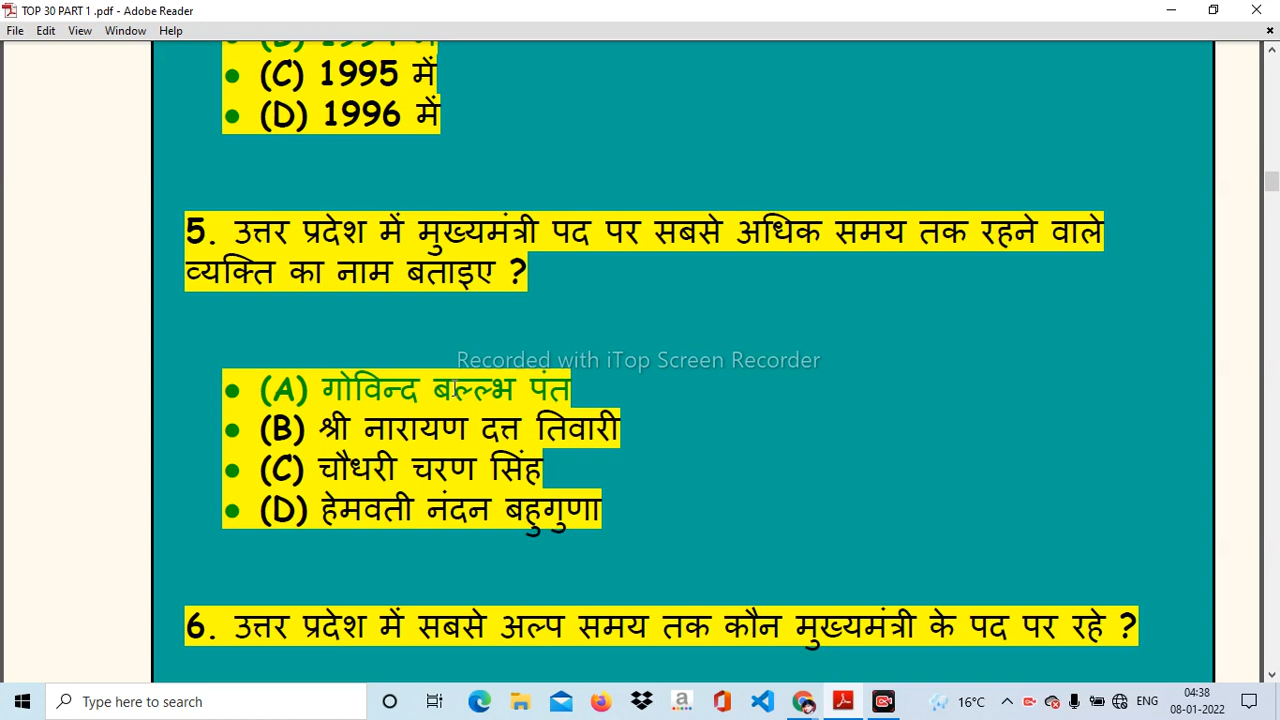 TOP 30 PART 1 .pdf - Adobe Reader
File Edit View Window Help
(C) 1995 में
(D) 1996 में
5. उत्तर प्रदेश में मुख्यमंत्री पद पर सबसे अधिक समय तक रहने वाले
व्यक्ति का नाम बताइए ?
Recorded with iTop Screen Recorder
(A) गोविन्द बल्ल्भ पंत
(B) श्री नारायण दत्त तिवारी
(C) चौधरी चरण सिंह
(D) हेमवती नंदन बहुगुणा
6. उत्तर प्रदेश में सबसे अल्प समय तक कौन मुख्यमंत्री के पद पर रहे ?
Type here to search
16°C
ENG
04:38
08-01-2022